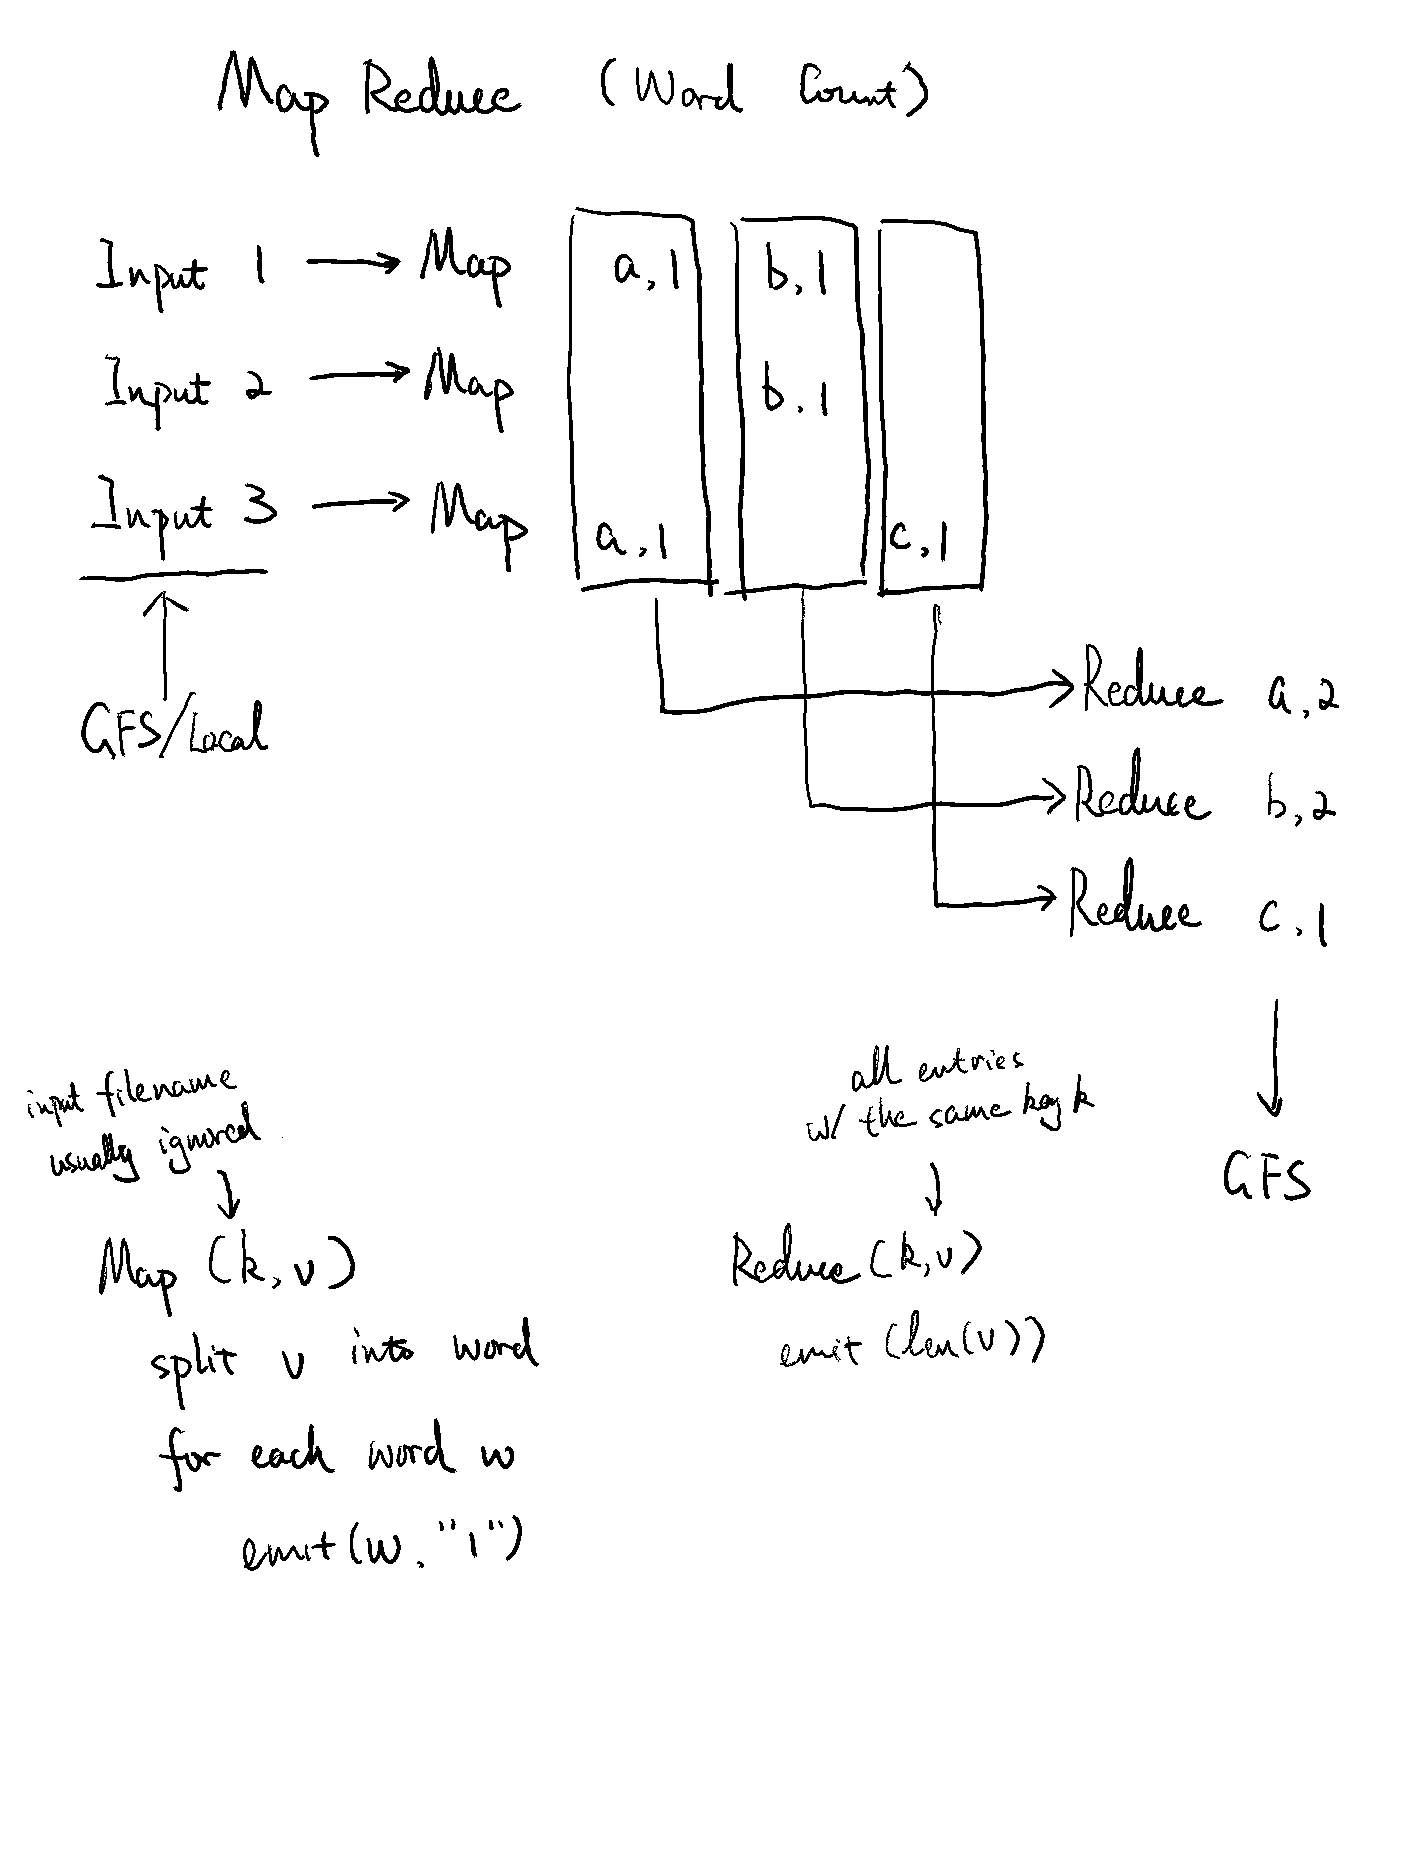 Map Reduce (Word Count)
Input 1 → Map a,1 b,1
Input 2 → Map b,1
Input 3 → Map a,1 c,1
GFS/Local
Reduce a,2
Reduce b,2
Reduce c,1
GFS
input filename
usually ignored
Map (k,v)
split v into word
for each word w
emit(w, "1")
all entries
w/ the same key k
Reduce (k,v)
emit (len(v))